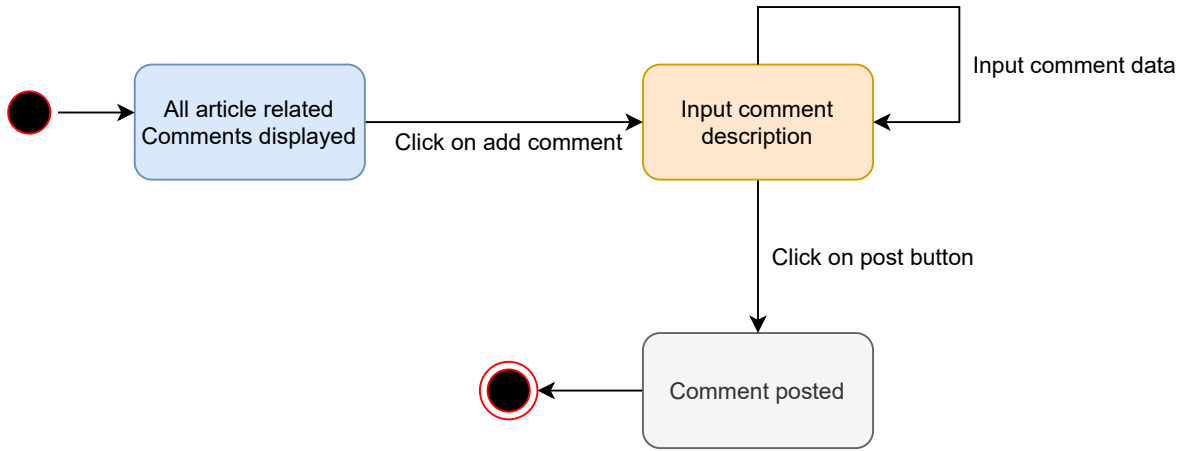 All article related
Comments displayed
Click on add comment
Input comment
description
Input comment data
Click on post button
Comment posted